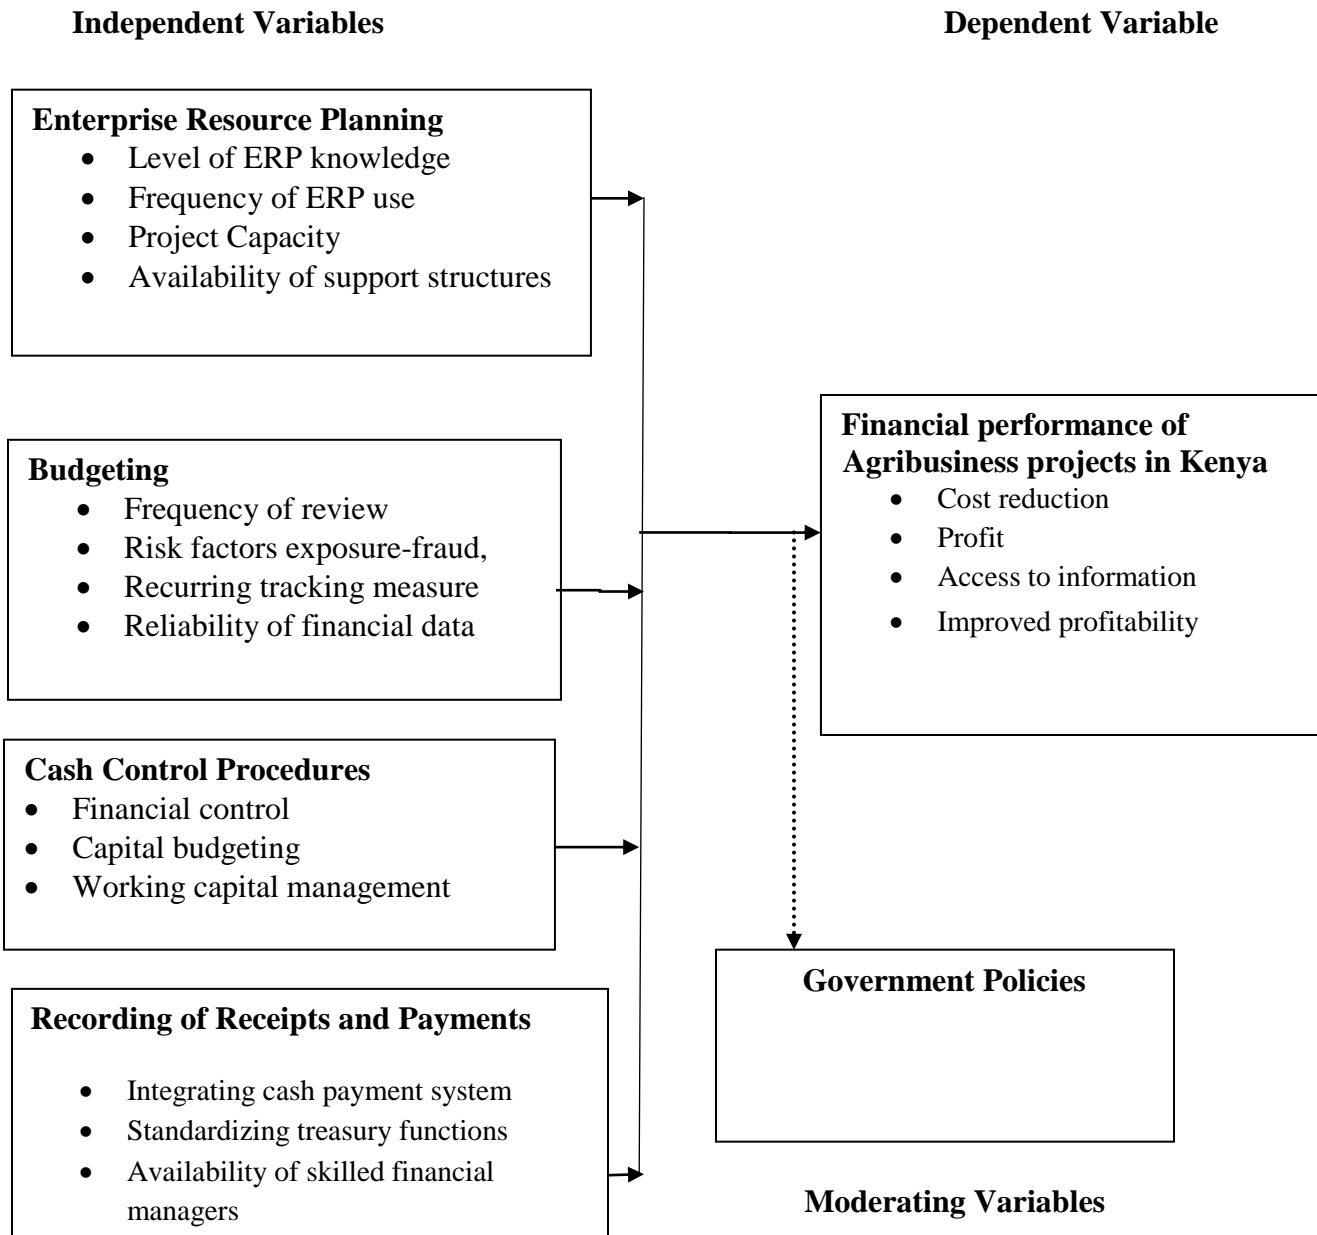 Independent Variables
Dependent Variable
Enterprise Resource Planning
• Level of ERP knowledge
• Frequency of ERP use
• Project Capacity
• Availability of support structures
Budgeting
• Frequency of review
• Risk factors exposure-fraud,
• Recurring tracking measure
• Reliability of financial data
Cash Control Procedures
• Financial control
• Capital budgeting
• Working capital management
Recording of Receipts and Payments
• Integrating cash payment system
• Standardizing treasury functions
• Availability of skilled financial
managers
Financial performance of
Agribusiness projects in Kenya
• Cost reduction
• Profit
• Access to information
• Improved profitability
Government Policies
Moderating Variables